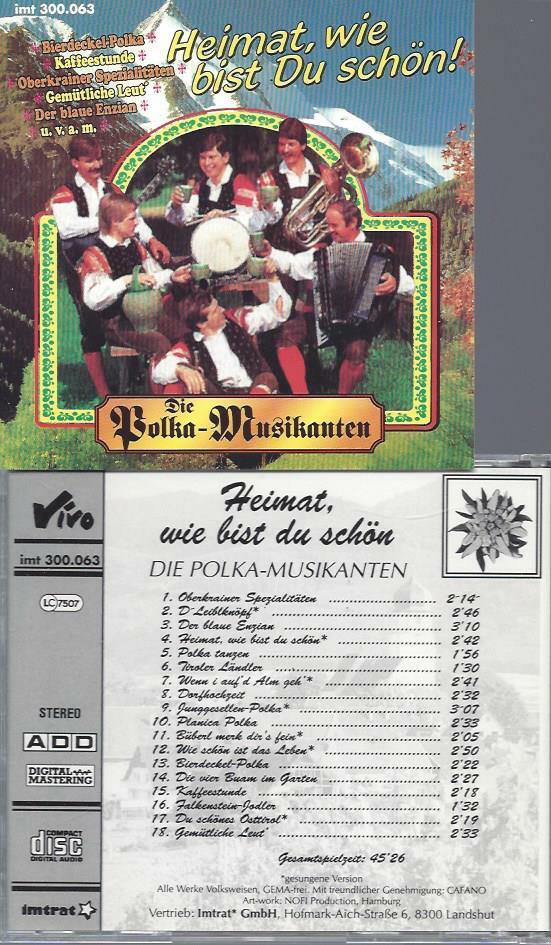 imt 300.063
Heimat, wie
bist Du schön!
✣ Bierdeckel-Polka ✣
✣ Kaffeestunde ✣
Oberkrainer Spezialitäten ✣
✣ Gemütliche Leut' ✣
✣ Der blaue Enzian ✣
✣ u. v. a. m. ✣
Die
Polka-Musikanten
Vivo
imt 300.063
LC 7507
STEREO
ADD
DIGITAL
MASTERING
COMPACT
disc
DIGITAL AUDIO
imtrat
Heimat,
wie bist du schön
DIE POLKA-MUSIKANTEN
1. Oberkrainer Spezialitäten 2-14-
2. D´Leiblknöpf* 2'46
3. Der blaue Enzian 3'10
4. Heimat, wie bist du schön* 2'42
5. Polka tanzen 1'56
6. Tiroler Ländler 1'30
7. Wenn i auf'd Alm geh'* 2'41
8. Dorfhochzeit 2'32
9. Junggesellen-Polka* 3-07
10. Planica Polka 2'33
11. Büberl merk dir's fein* 2'05
12. Wie schön ist das Leben* 2'50
13. Bierdeckel-Polka 2'22
14. Die vier Buam im Garten 2'27
15. Kaffeestunde 2'18
16. Falkenstein-Jodler 1'32
17. Du schönes Osttirol* 2'19
18. Gemütliche Leut' 2'33
Gesamtspielzeit: 45'26
*gesungene Version
Alle Werke Volksweisen, GEMA-frei. Mit freundlicher Genehmigung: CAFANO
Art-work: NOFI Production, Hamburg
Vertrieb: Imtrat* GmbH, Hofmark-Aich-Straße 6, 8300 Landshut